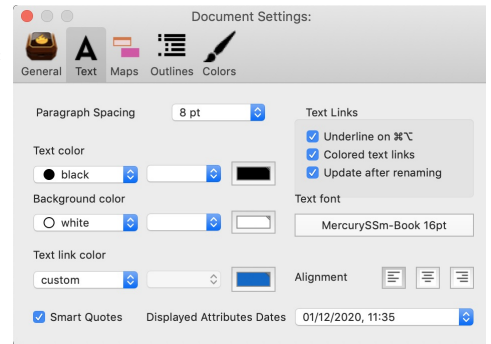 Document Settings:
General Text Maps Outlines Colors
Paragraph Spacing 8 pt
Text Links
Underline on ⌘⌥
Colored text links
Update after renaming
Text color
black
Background color
white
Text font
MercurySSm-Book 16pt
Text link color
custom
Alignment
Smart Quotes Displayed Attributes Dates 01/12/2020, 11:35